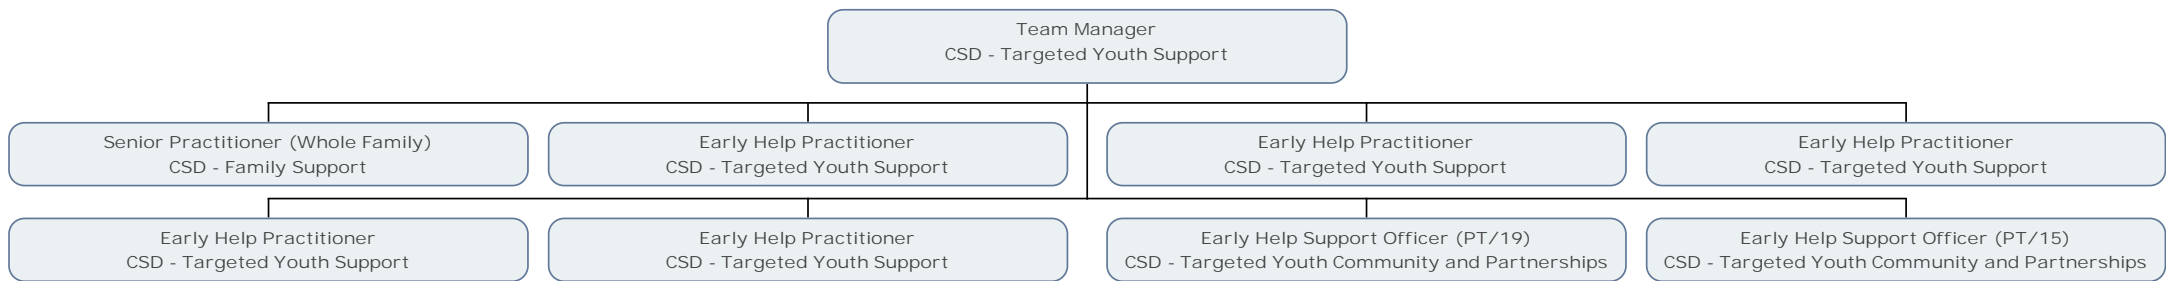 Team Manager
CSD - Targeted Youth Support
Senior Practitioner (Whole Family)
CSD - Family Support
Early Help Practitioner
CSD - Targeted Youth Support
Early Help Practitioner
CSD - Targeted Youth Support
Early Help Practitioner
CSD - Targeted Youth Support
Early Help Practitioner
CSD - Targeted Youth Support
Early Help Practitioner
CSD - Targeted Youth Support
Early Help Support Officer (PT/19)
CSD - Targeted Youth Community and Partnerships
Early Help Support Officer (PT/15)
CSD - Targeted Youth Community and Partnerships